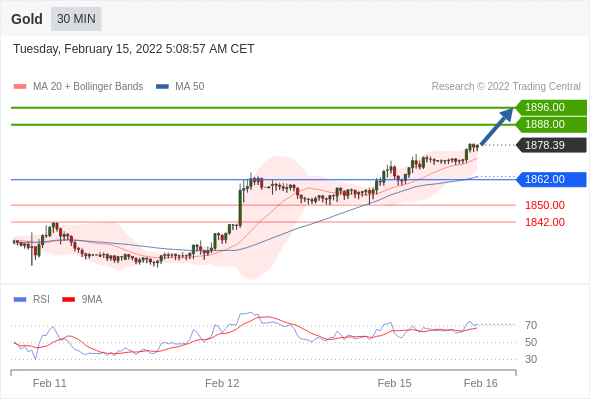 Gold 30 MIN
Tuesday, February 15, 2022 5:08:57 AM CET
MA 20 + Bollinger Bands MA 50 Research © 2022 Trading Central
1896.00
1888.00
1878.39
1862.00
1850.00
1842.00
RSI 9MA
70
50
30
Feb 11 Feb 12 Feb 15 Feb 16